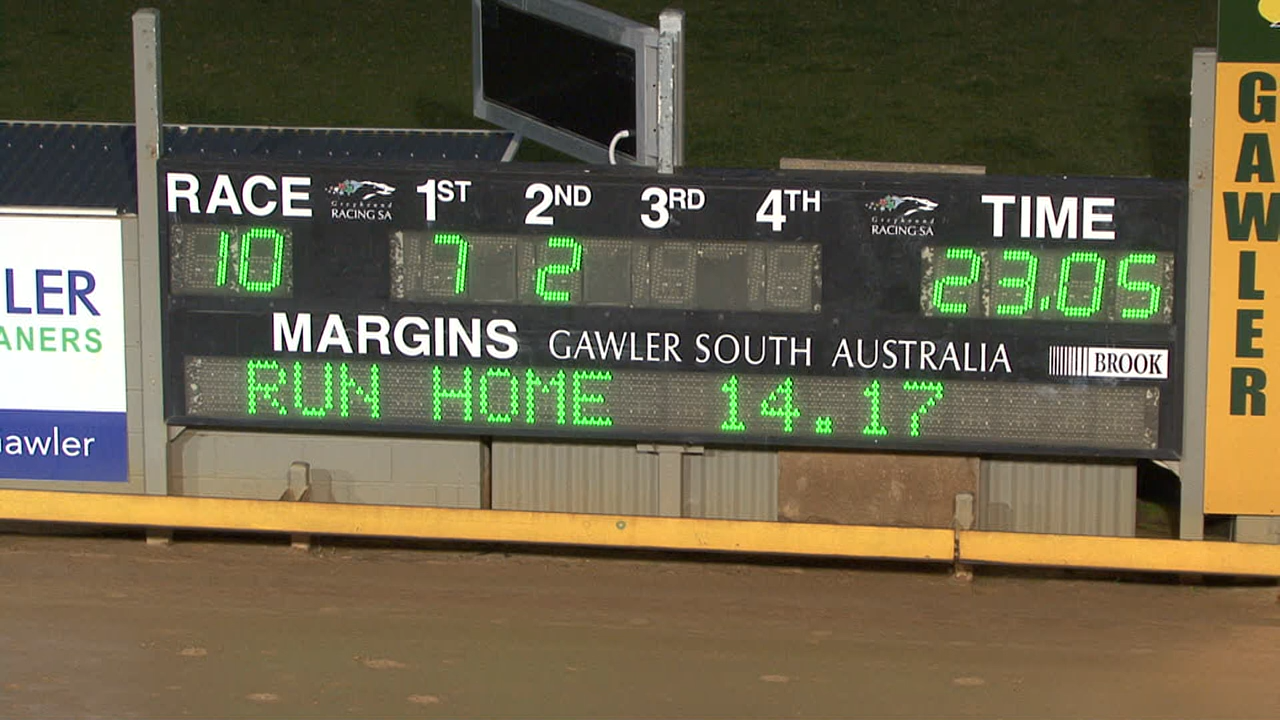 RACE
Greyhound
RACING SA
1ST 2ND 3RD 4TH
Greyhound
RACING SA
TIME
10 7 2 23.05
MARGINS GAWLER SOUTH AUSTRALIA BROOK
RUN HOME 14.17
LER
ANERS
Gawler
GAWLER